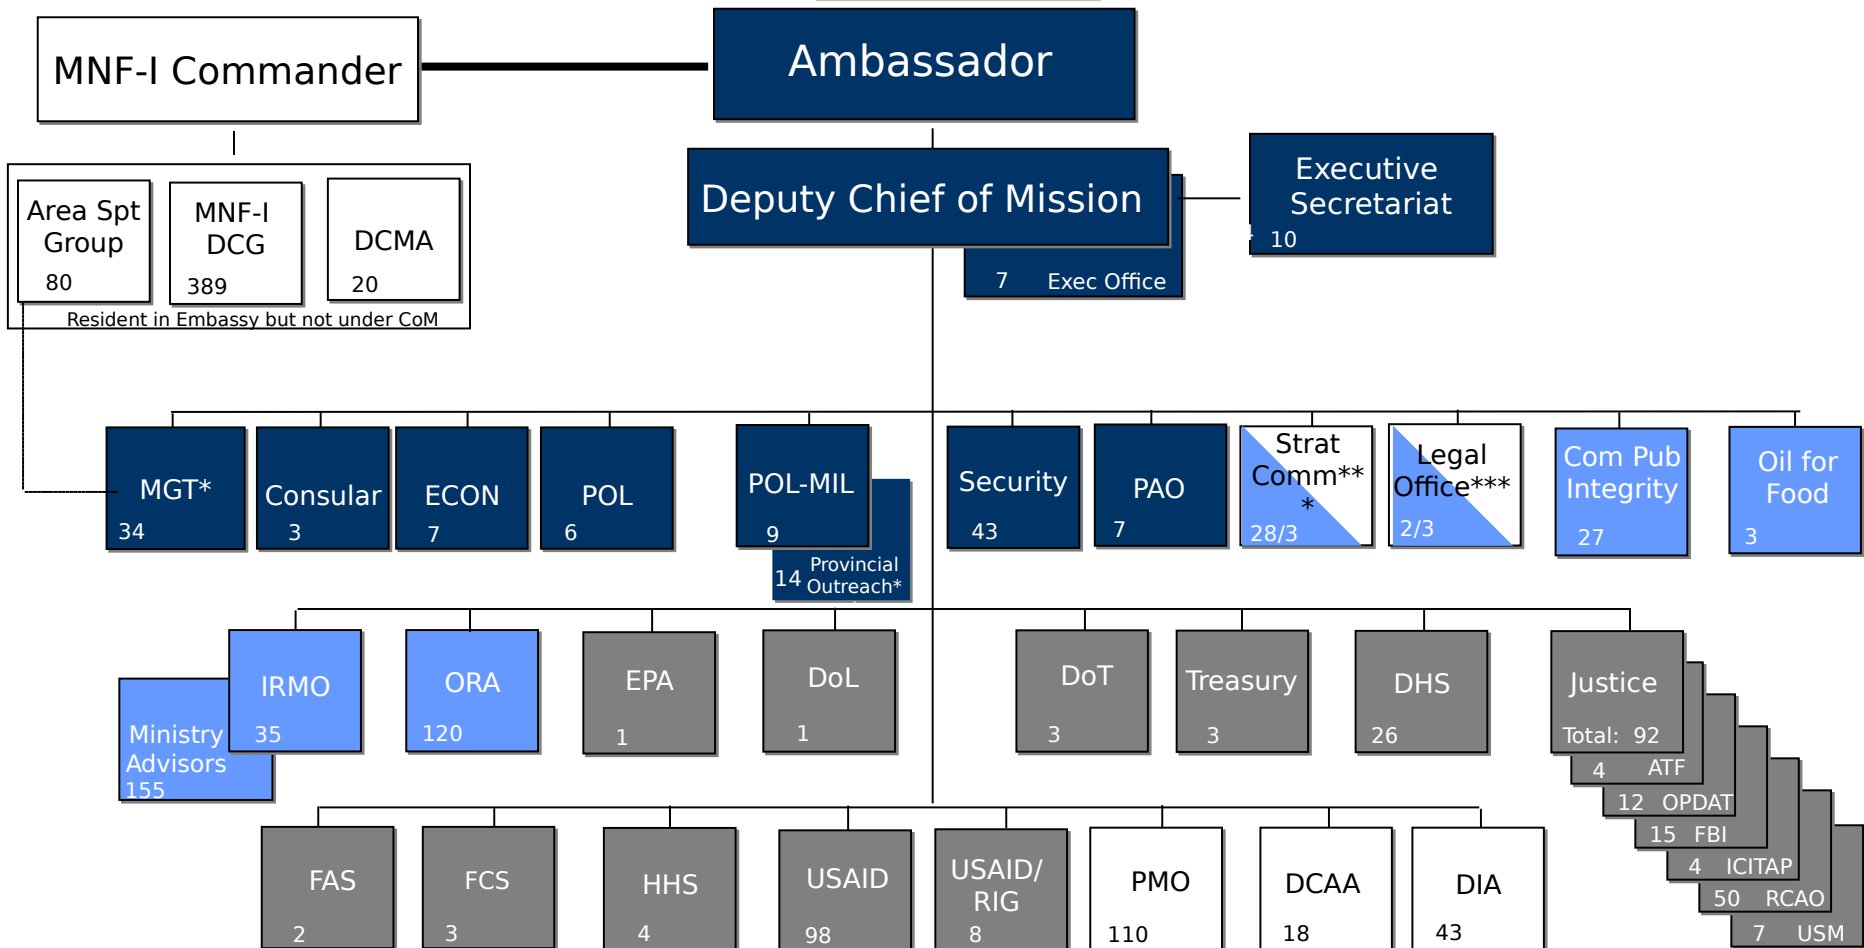 MNF-I Commander
Ambassador
Deputy Chief of Mission
7 Exec Office
Executive
Secretariat
10
Area Spt
Group
80
MNF-I
DCG
389
DCMA
20
Resident in Embassy but not under CoM
MGT*
34
Consular
3
ECON
7
POL
6
POL-MIL
9
14 Provincial
Outreach*
Security
43
PAO
7
Strat
Comm**
*
28/3
Legal
Office***
2/3
Com Pub
Integrity
27
Oil for
Food
3
Ministry
Advisors
155
IRMO
35
ORA
120
EPA
1
DoL
1
DoT
3
Treasury
3
DHS
26
Justice
Total: 92
4 ATF
12 OPDAT
15 FBI
4 ICITAP
50 RCAO
7 USM
FAS
2
FCS
3
HHS
4
USAID
98
USAID/
RIG
8
PMO
110
DCAA
18
DIA
43